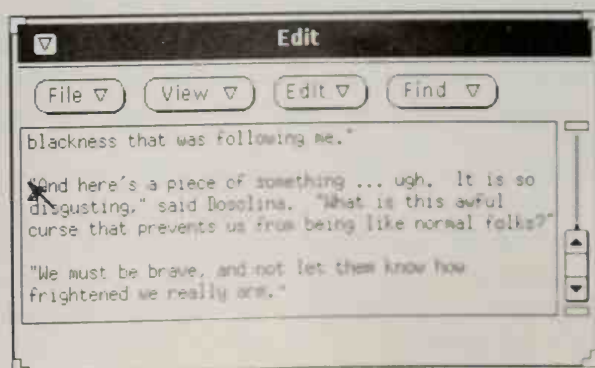 Edit
File View Edit Find
blackness that was following me."
"And here's a piece of something ... ugh. It is so
disgusting," said Dosolina. "What is this awful
curse that prevents us from being like normal folks?"
"We must be brave, and not let them know how
frightened we really are."